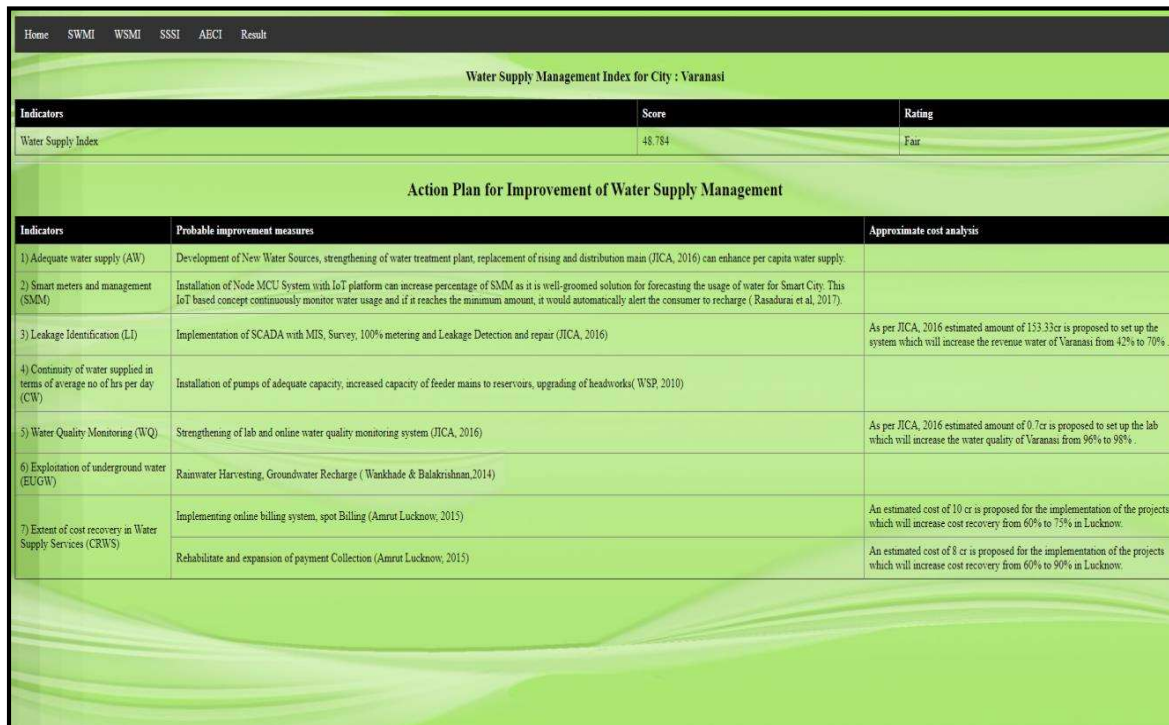 Home SWMI WSMI SSSI AECI Result
Water Supply Management Index for City : Varanasi
Indicators Score Rating
Water Supply Index 48.784 Fair
Action Plan for Improvement of Water Supply Management
Indicators Probable improvement measures Approximate cost analysis
1) Adequate water supply (AW) Development of New Water Sources, strengthening of water treatment plant, replacement of rising and distribution main (JICA, 2016) can enhance per capita water supply.
2) Smart meters and management
(SMM)
Installation of Node MCU System with IoT platform can increase percentage of SMM as it is well-groomed solution for forecasting the usage of water for Smart City. This
IoT based concept continuously monitor water usage and if it reaches the minimum amount, it would automatically alert the consumer to recharge ( Rasadurai et al, 2017).
3) Leakage Identification (LI) Implementation of SCADA with MIS, Survey, 100% metering and Leakage Detection and repair (JICA, 2016)
As per JICA, 2016 estimated amount of 153.33cr is proposed to set up the
system which will increase the revenue water of Varanasi from 42% to 70% .
4) Continuity of water supplied in
terms of average no of hrs per day
(CW)
Installation of pumps of adequate capacity, increased capacity of feeder mains to reservoirs, upgrading of headworks( WSP, 2010)
5) Water Quality Monitoring (WQ) Strengthening of lab and online water quality monitoring system (JICA, 2016)
As per JICA, 2016 estimated amount of 0.7cr is proposed to set up the lab
which will increase the water quality of Varanasi from 96% to 98% .
6) Exploitation of underground water
(EUGW)
Rainwater Harvesting, Groundwater Recharge ( Wankhade & Balakrishnan,2014)
7) Extent of cost recovery in Water
Supply Services (CRWS)
Implementing online billing system, spot Billing (Amrut Lucknow, 2015)
An estimated cost of 10 cr is proposed for the implementation of the projects
which will increase cost recovery from 60% to 75% in Lucknow.
Rehabilitate and expansion of payment Collection (Amrut Lucknow, 2015)
An estimated cost of 8 cr is proposed for the implementation of the projects
which will increase cost recovery from 60% to 90% in Lucknow.